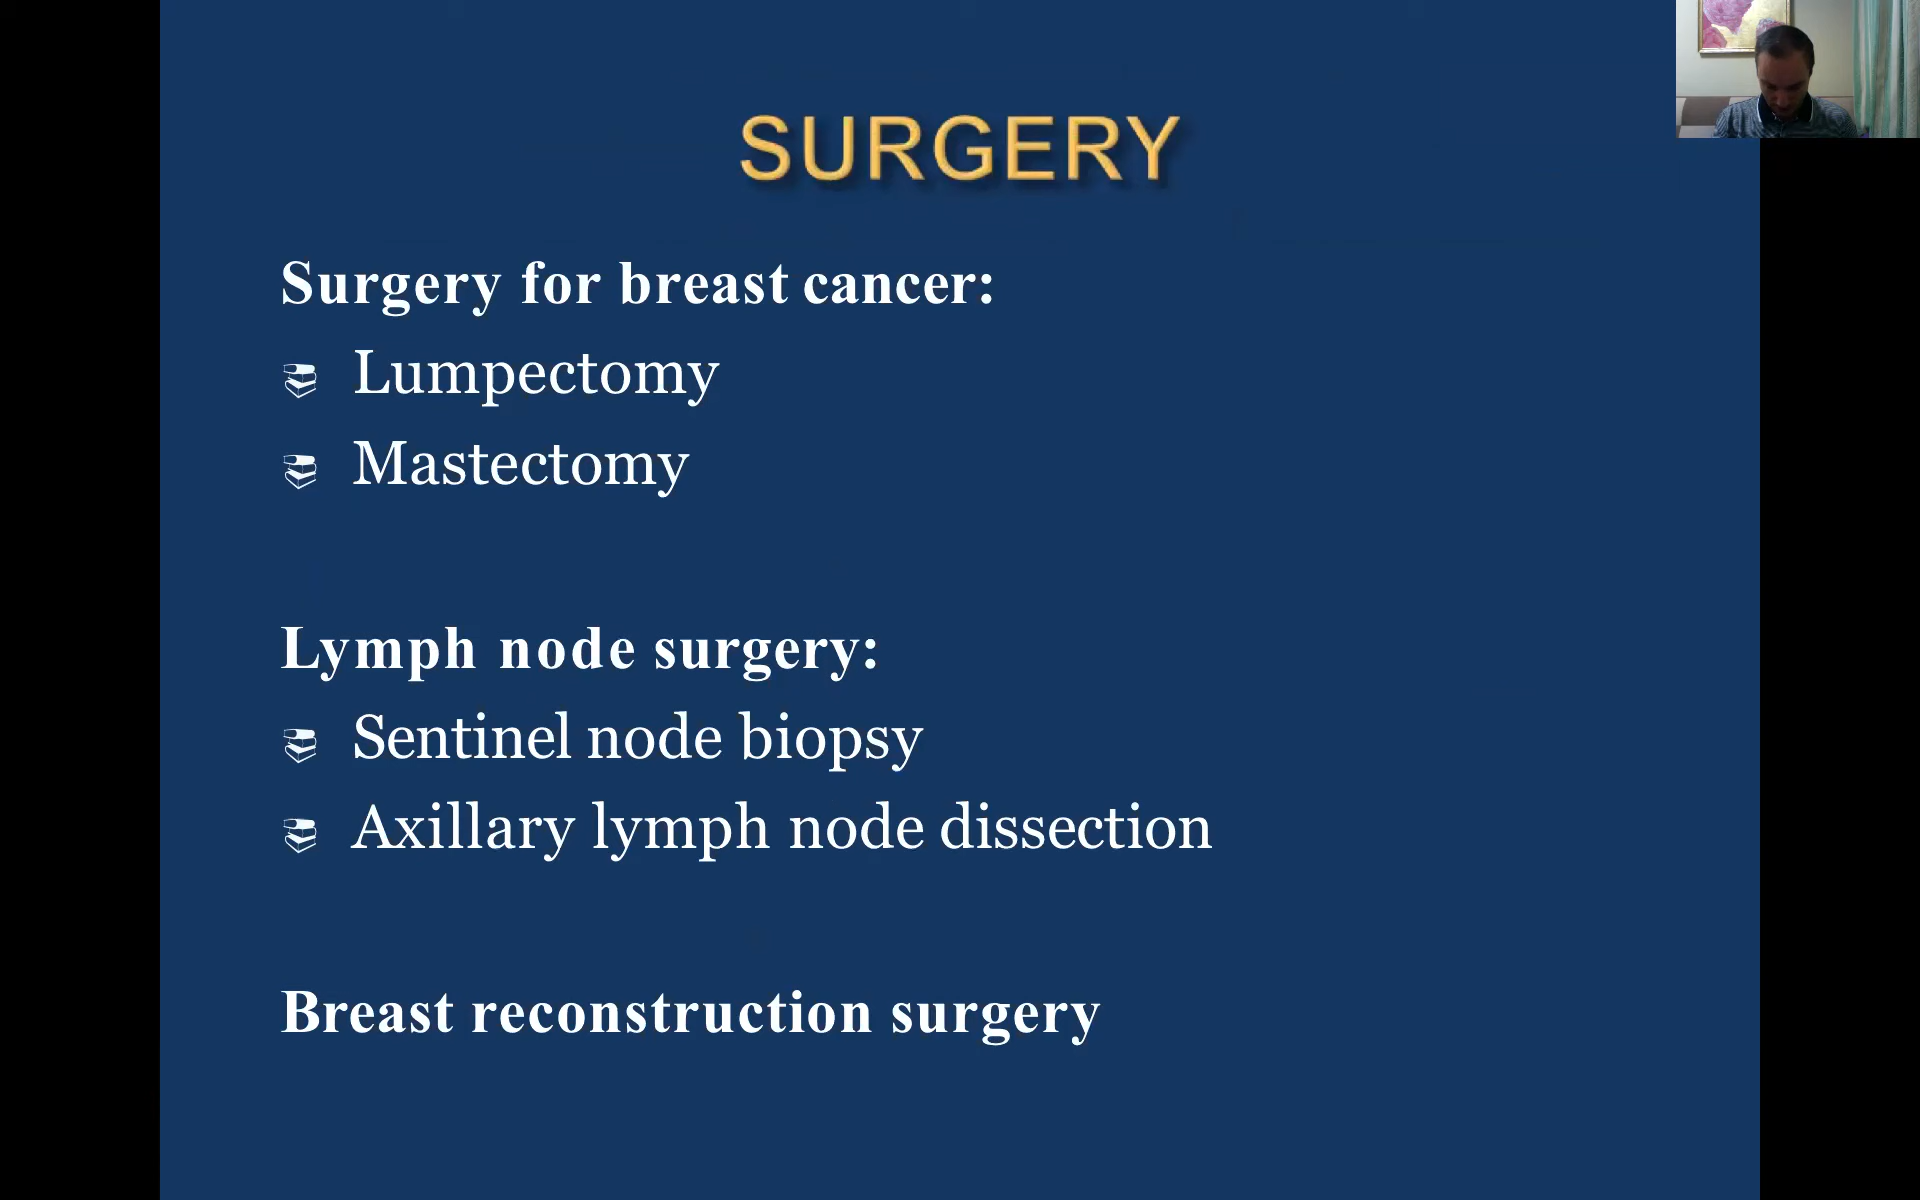 SURGERY
Surgery for breast cancer:
Lumpectomy
Mastectomy
Lymph node surgery:
Sentinel node biopsy
Axillary lymph node dissection
Breast reconstruction surgery